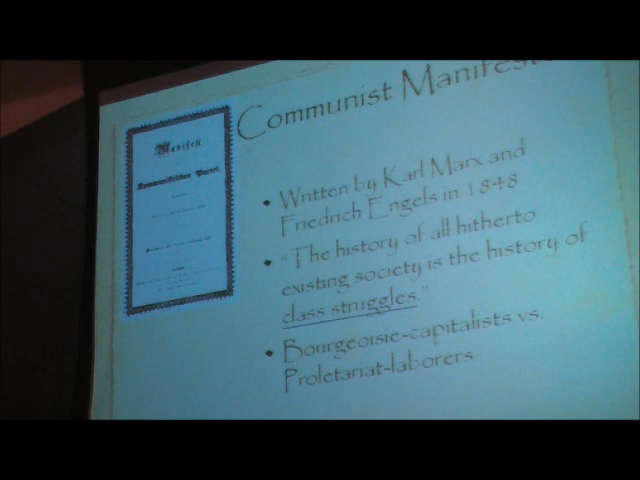 Communist Manifest
Manifest
Kommunistischen Partei.
• Written by Karl Marx and
Friedrich Engels in 1848
• "The history of all hitherto
existing society is the history of
class struggles."
• Bourgeoisie-capitalists vs.
Proletariat-laborers